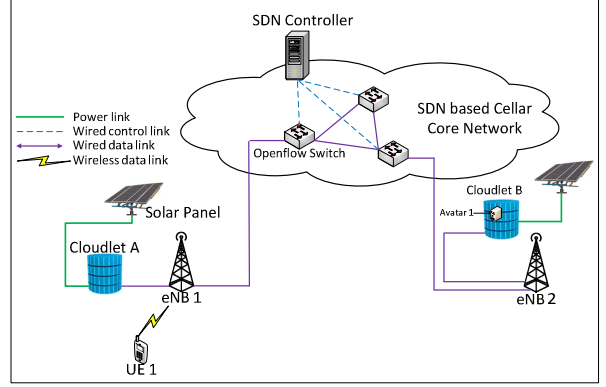 SDN Controller
SDN based Cellar
Core Network
Openflow Switch
Power link
Wired control link
Wired data link
Wireless data link
Solar Panel
Cloudlet A
eNB 1
UE 1
Cloudlet B
Avatar 1
eNB 2